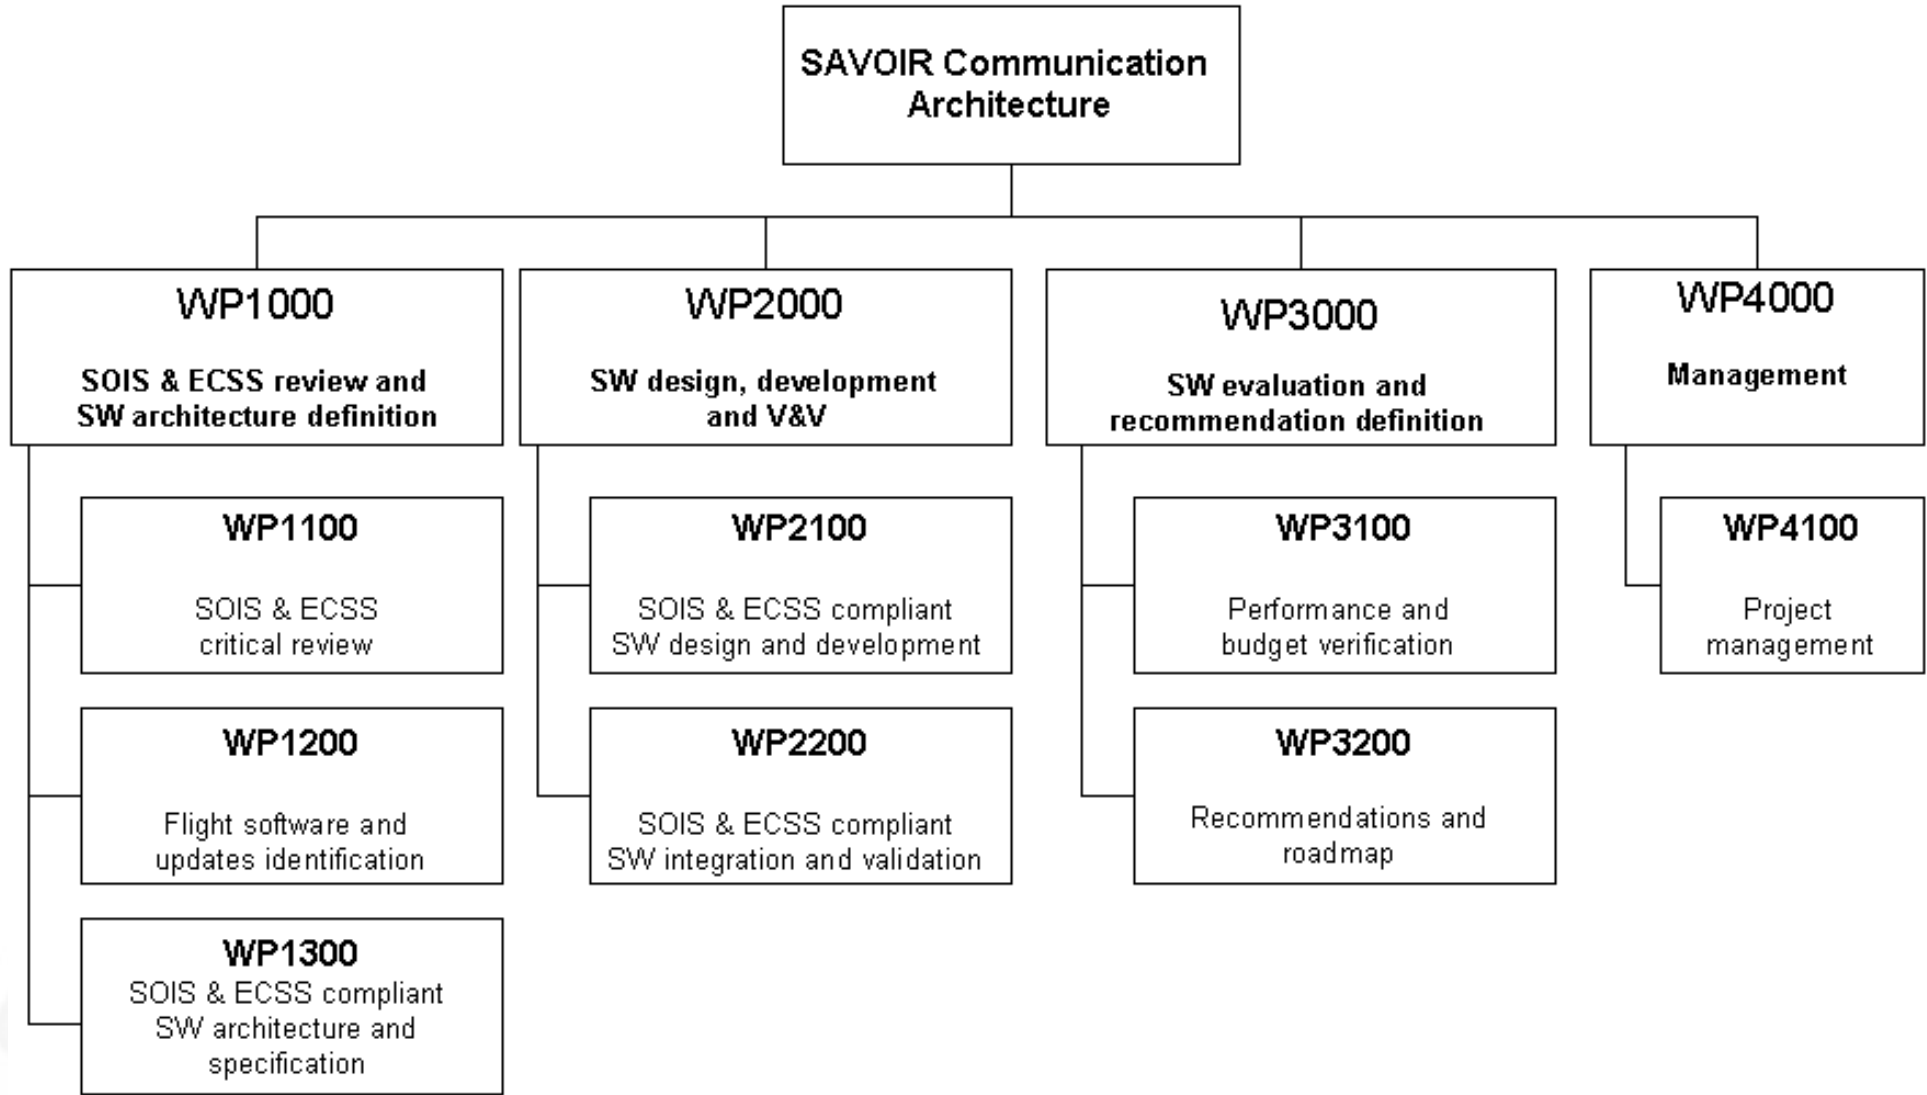 SAVOIR Communication
Architecture
WP1000
SOIS & ECSS review and
SW architecture definition
WP1100
SOIS & ECSS
critical review
WP1200
Flight software and
updates identification
WP1300
SOIS & ECSS compliant
SW architecture and
specification
WP2000
SW design, development
and V&V
WP2100
SOIS & ECSS compliant
SW design and development
WP2200
SOIS & ECSS compliant
SW integration and validation
WP3000
SW evaluation and
recommendation definition
WP3100
Performance and
budget verification
WP3200
Recommendations and
roadmap
WP4000
Management
WP4100
Project
management